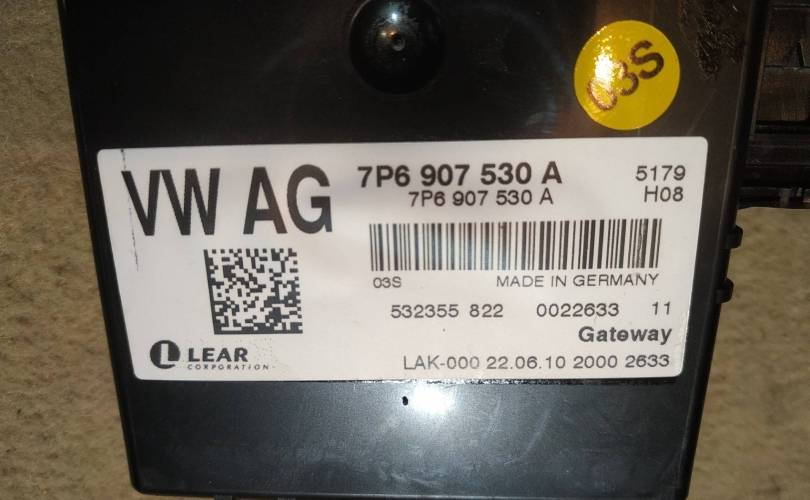 03S
VW AG
7P6 907 530 A
7P6 907 530 A
5179
H08
03S MADE IN GERMANY
532355 822 0022633 11
Gateway
L LEAR
CORPORATION
LAK-000 22.06.10 2000 2633